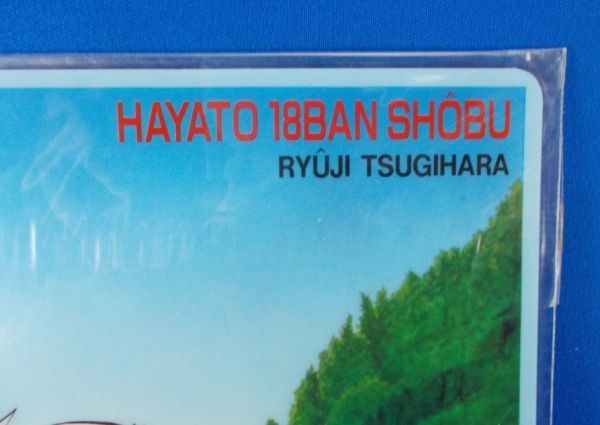 HAYATO 18BAN SHÔBU
RYÛJI TSUGIHARA